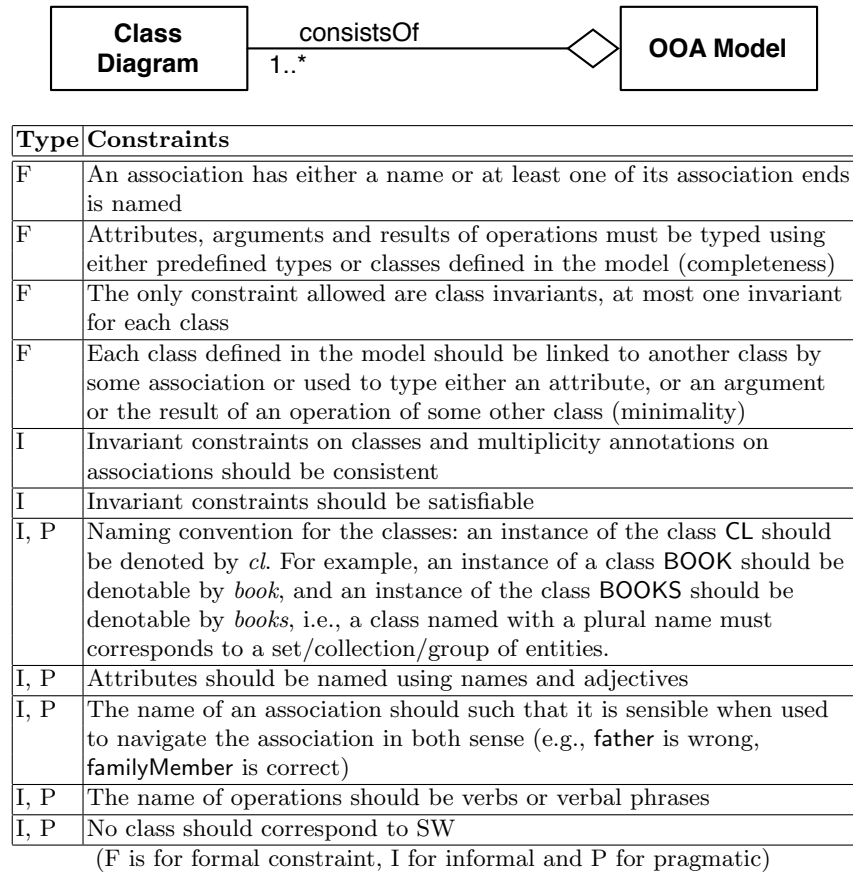 Class
Diagram
consistsOf
1..*
OOA Model
Type Constraints
F An association has either a name or at least one of its association ends
is named
F Attributes, arguments and results of operations must be typed using
either predefined types or classes defined in the model (completeness)
F The only constraint allowed are class invariants, at most one invariant
for each class
F Each class defined in the model should be linked to another class by
some association or used to type either an attribute, or an argument
or the result of an operation of some other class (minimality)
I Invariant constraints on classes and multiplicity annotations on
associations should be consistent
I Invariant constraints should be satisfiable
I, P Naming convention for the classes: an instance of the class CL should
be denoted by cl. For example, an instance of a class BOOK should be
denotable by book, and an instance of the class BOOKS should be
denotable by books, i.e., a class named with a plural name must
corresponds to a set/collection/group of entities.
I, P Attributes should be named using names and adjectives
I, P The name of an association should such that it is sensible when used
to navigate the association in both sense (e.g., father is wrong,
familyMember is correct)
I, P The name of operations should be verbs or verbal phrases
I, P No class should correspond to SW
(F is for formal constraint, I for informal and P for pragmatic)